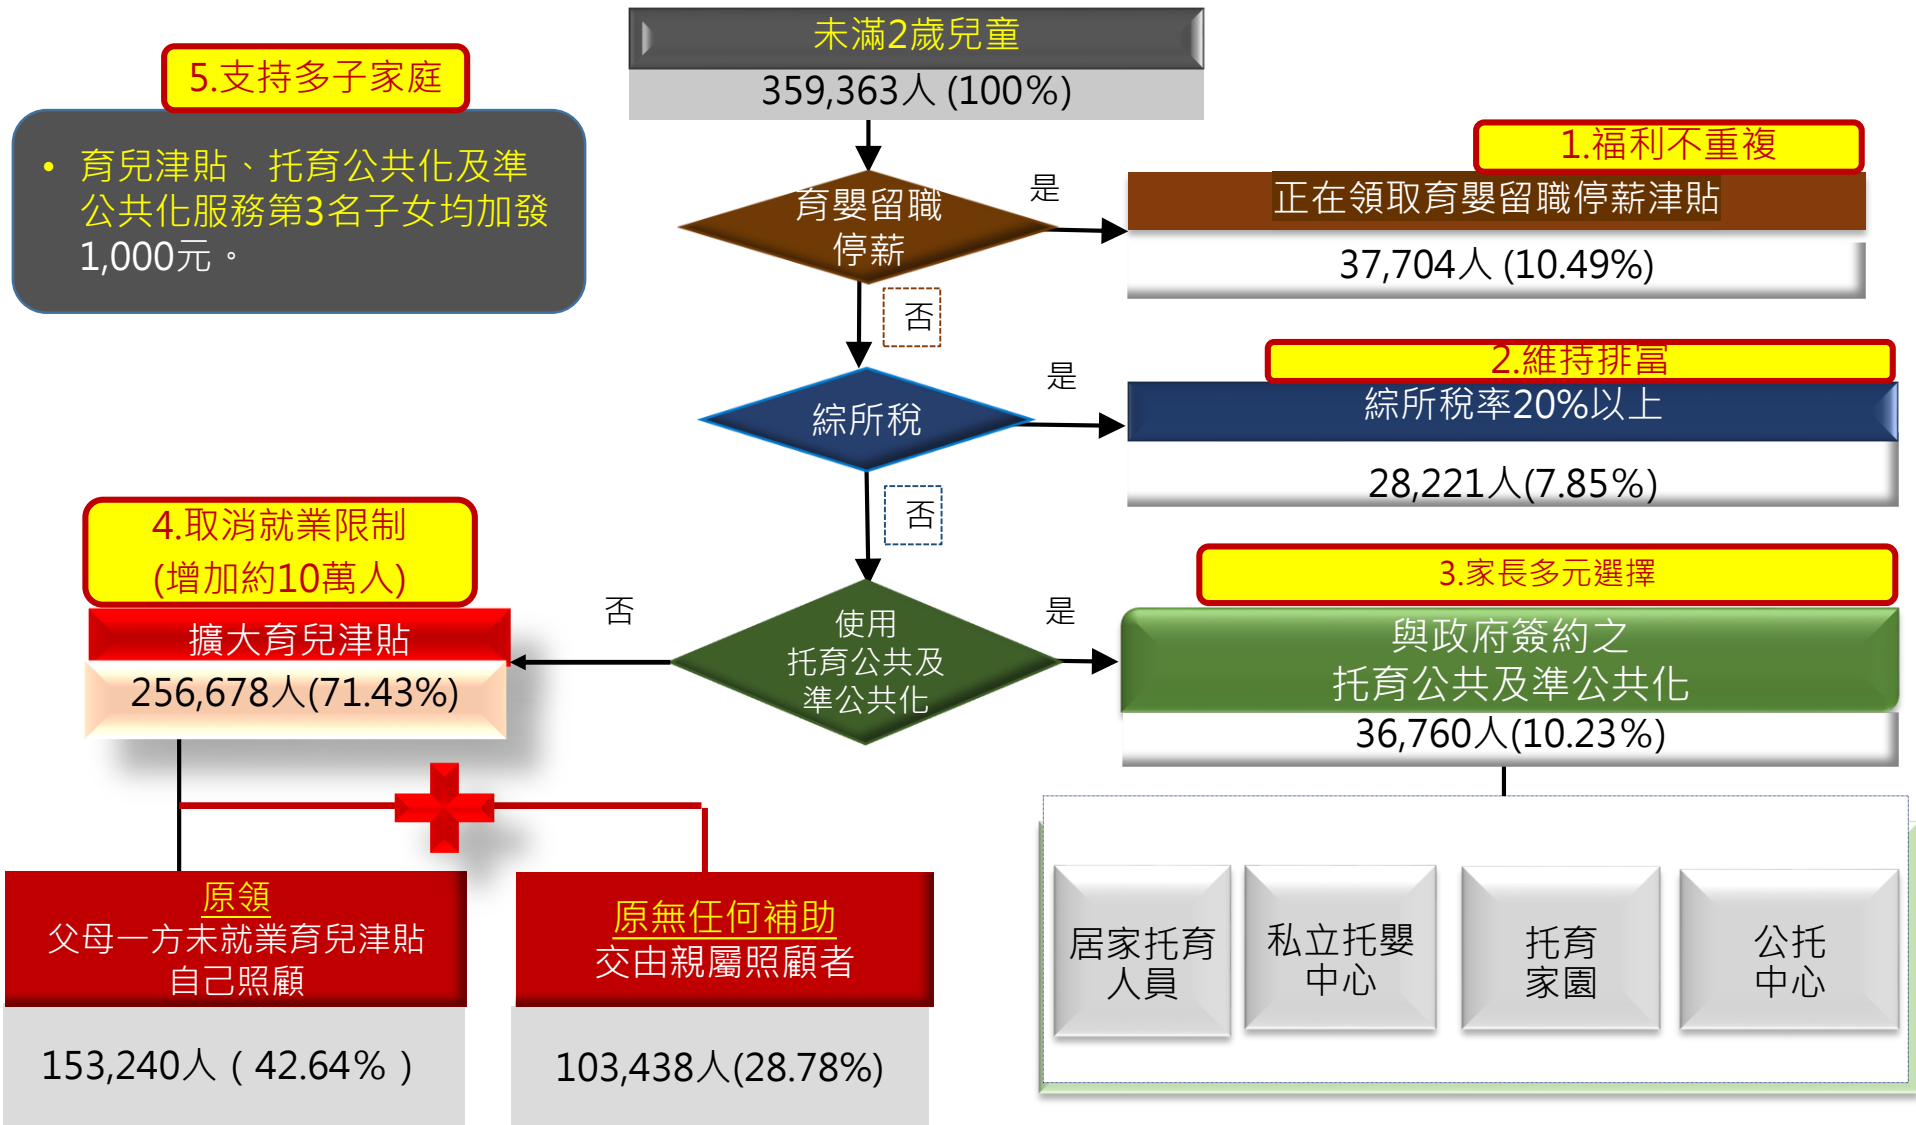 未滿2歲兒童
359,363人 (100%)
5.支持多子家庭
• 育兒津貼、托育公共化及準
公共化服務第3名子女均加發
1,000元。
1.福利不重複
育嬰留職
停薪
是
正在領取育嬰留職停薪津貼
37,704人 (10.49%)
否
2.維持排富
綜所稅
是
綜所稅率20%以上
28,221人(7.85%)
否
4.取消就業限制
(增加約10萬人)
3.家長多元選擇
擴大育兒津貼
256,678人(71.43%)
否
使用
托育公共及
準公共化
是
與政府簽約之
托育公共及準公共化
36,760人(10.23%)
原領
父母一方未就業育兒津貼
自己照顧
153,240人 ( 42.64% )
原無任何補助
交由親屬照顧者
103,438人(28.78%)
居家托育
人員
私立托嬰
中心
托育
家園
公托
中心